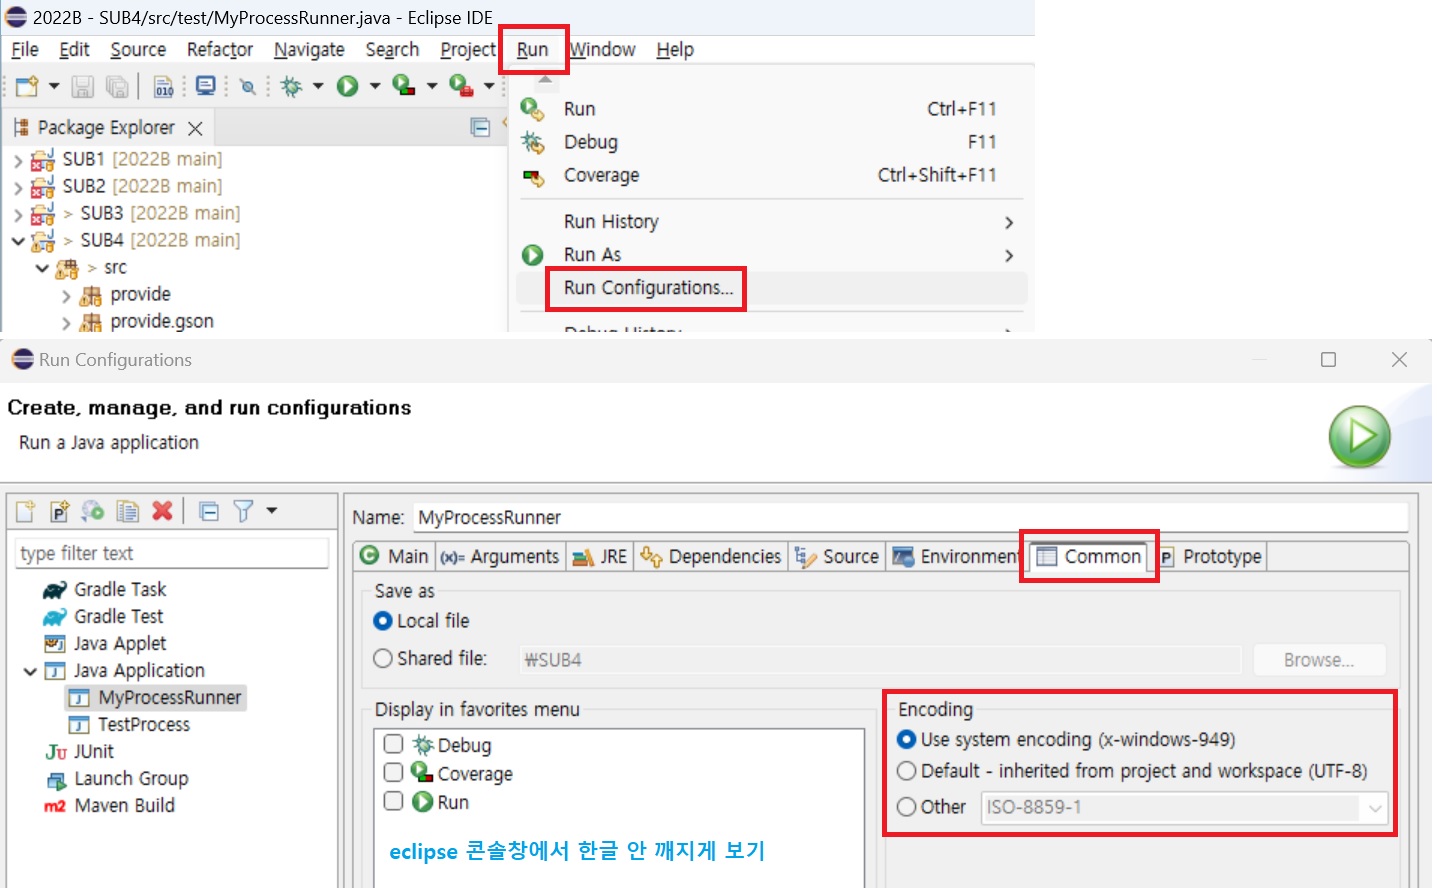 2022B - SUB4/src/test/MyProcessRunner.java - Eclipse IDE
File Edit Source Refactor Navigate Search Project Run Window Help
Package Explorer
SUB1 [2022B main]
SUB2 [2022B main]
> SUB3 [2022B main]
> SUB4 [2022B main]
> src
provide
provide.gson
Run Ctrl+F11
Debug F11
Coverage Ctrl+Shift+F11
Run History
Run As
Run Configurations...
Debug History
Run Configurations
Create, manage, and run configurations
Run a Java application
type filter text
Gradle Task
Gradle Test
Java Applet
Java Application
MyProcessRunner
TestProcess
JUnit
Launch Group
Maven Build
Name: MyProcessRunner
Main (x)= Arguments JRE Dependencies Source Environment Common Prototype
Save as
Local file
Shared file: ₩SUB4 Browse...
Display in favorites menu
Debug
Coverage
Run
eclipse 콘솔창에서 한글 안 깨지게 보기
Encoding
Use system encoding (x-windows-949)
Default - inherited from project and workspace (UTF-8)
Other ISO-8859-1